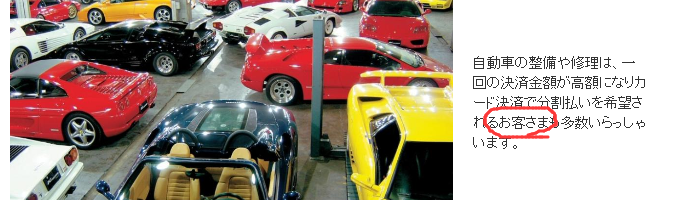 自動車の整備や修理は、一
回の決済金額が高額になりカ
ード決済で分割払いを希望さ
れるお客さまも多数いらっしゃ
います。